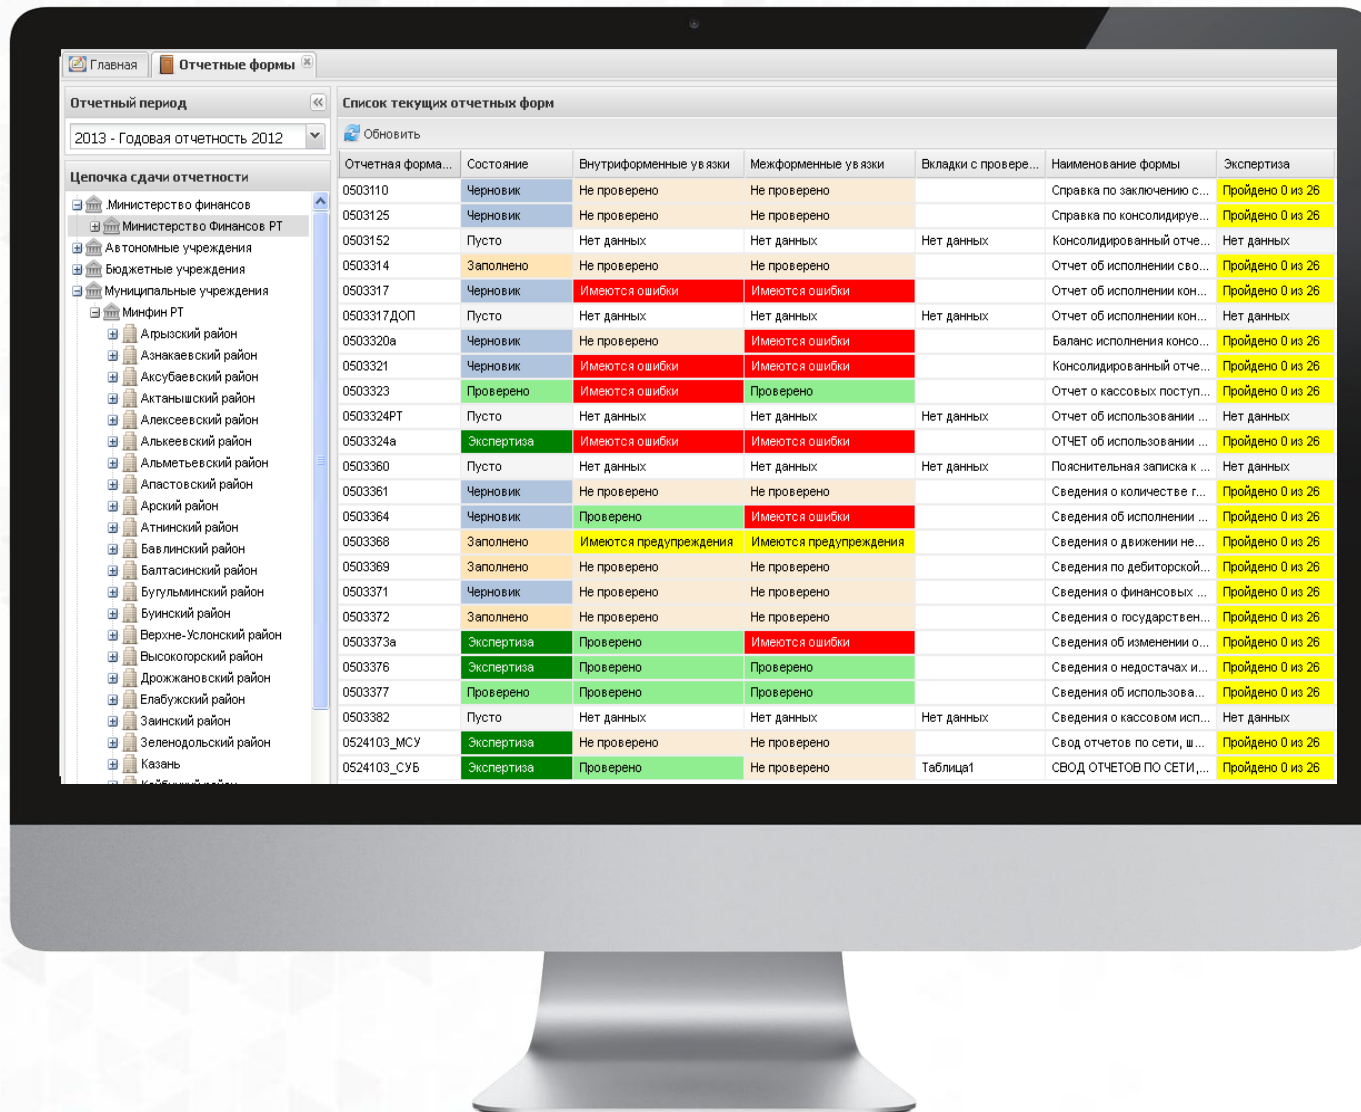 Главная
Отчетные формы
Отчетный период
2013 - Годовая отчетность 2012
Цепочка сдачи отчетности
.Министерство финансов
Министерство Финансов РТ
Автономные учреждения
Бюджетные учреждения
Муниципальные учреждения
Минфин РТ
Агрызский район
Азнакаевский район
Аксубаевский район
Актанышский район
Алексеевский район
Алькеевский район
Альметьевский район
Апастовский район
Арский район
Атнинский район
Бавлинский район
Балтасинский район
Бугульминский район
Буинский район
Верхне-Услонский район
Высокогорский район
Дрожжановский район
Елабужский район
Заинский район
Зеленодольский район
Казань
Список текущих отчетных форм
Обновить
Отчетная форма... Состояние Внутриформенные увязки Межформенные увязки Вкладки с провере... Наименование формы Экспертиза
0503110 Черновик Не проверено Не проверено Справка по заключению с... Пройдено 0 из 26
0503125 Черновик Не проверено Не проверено Справка по консолидируе... Пройдено 0 из 26
0503152 Пусто Нет данных Нет данных Нет данных Консолидированный отче... Нет данных
0503314 Заполнено Не проверено Не проверено Отчет об исполнении сво... Пройдено 0 из 26
0503317 Черновик Имеются ошибки Имеются ошибки Отчет об исполнении кон... Пройдено 0 из 26
0503317ДОП Пусто Нет данных Нет данных Нет данных Отчет об исполнении кон... Нет данных
0503320а Черновик Не проверено Имеются ошибки Баланс исполнения консо... Пройдено 0 из 26
0503321 Черновик Имеются ошибки Имеются ошибки Консолидированный отче... Пройдено 0 из 26
0503323 Проверено Имеются ошибки Проверено Отчет о кассовых поступ... Пройдено 0 из 26
0503324РТ Пусто Нет данных Нет данных Нет данных Отчет об использовании ... Нет данных
0503324а Экспертиза Имеются ошибки Имеются ошибки ОТЧЕТ об использовании ... Пройдено 0 из 26
0503360 Пусто Нет данных Нет данных Нет данных Пояснительная записка к ... Нет данных
0503361 Черновик Не проверено Не проверено Сведения о количестве г... Пройдено 0 из 26
0503364 Черновик Проверено Имеются ошибки Сведения об исполнении ... Пройдено 0 из 26
0503368 Заполнено Имеются предупреждения Имеются предупреждения Сведения о движении не... Пройдено 0 из 26
0503369 Заполнено Не проверено Не проверено Сведения по дебиторской... Пройдено 0 из 26
0503371 Черновик Не проверено Не проверено Сведения о финансовых ... Пройдено 0 из 26
0503372 Заполнено Не проверено Не проверено Сведения о государствен... Пройдено 0 из 26
0503373а Экспертиза Проверено Имеются ошибки Сведения об изменении о... Пройдено 0 из 26
0503376 Экспертиза Проверено Проверено Сведения о недостачах и... Пройдено 0 из 26
0503377 Проверено Проверено Проверено Сведения об использова... Пройдено 0 из 26
0503382 Пусто Нет данных Нет данных Нет данных Сведения о кассовом исп... Нет данных
0524103_МСУ Экспертиза Не проверено Не проверено Свод отчетов по сети, ш... Пройдено 0 из 26
0524103_СУБ Экспертиза Проверено Не проверено Таблица1 СВОД ОТЧЕТОВ ПО СЕТИ,... Пройдено 0 из 26